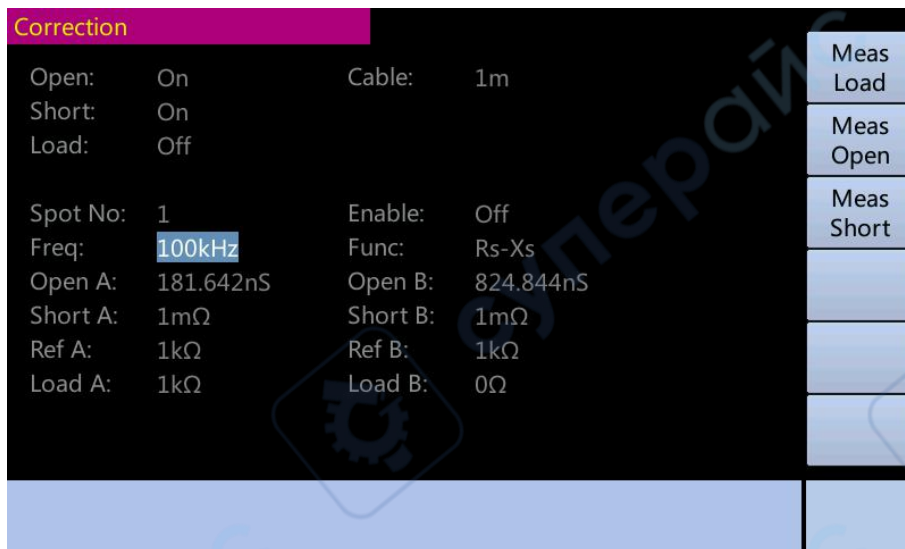 Correction
Open: On Cable: 1m
Short: On
Load: Off
Spot No: 1 Enable: Off
Freq: 100kHz Func: Rs-Xs
Open A: 181.642nS Open B: 824.844nS
Short A: 1mΩ Short B: 1mΩ
Ref A: 1kΩ Ref B: 1kΩ
Load A: 1kΩ Load B: 0Ω
Meas
Load
Meas
Open
Meas
Short
суперайс